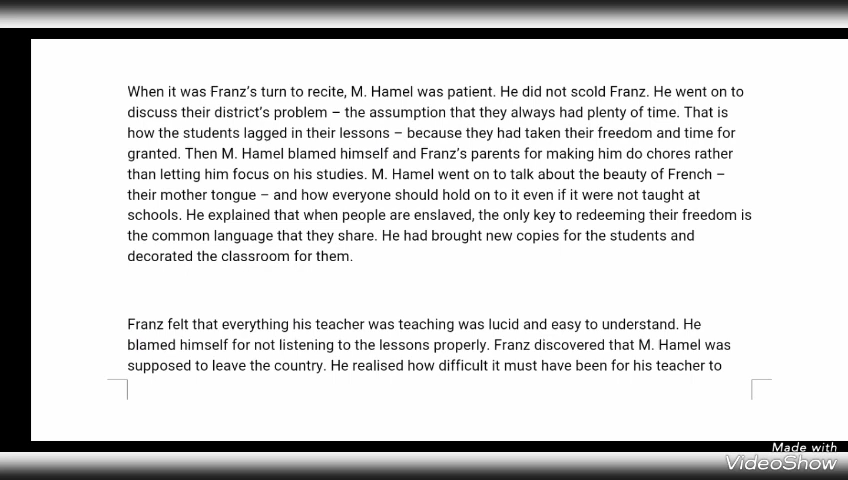 When it was Franz’s turn to recite, M. Hamel was patient. He did not scold Franz. He went on to
discuss their district’s problem – the assumption that they always had plenty of time. That is
how the students lagged in their lessons – because they had taken their freedom and time for
granted. Then M. Hamel blamed himself and Franz’s parents for making him do chores rather
than letting him focus on his studies. M. Hamel went on to talk about the beauty of French –
their mother tongue – and how everyone should hold on to it even if it were not taught at
schools. He explained that when people are enslaved, the only key to redeeming their freedom is
the common language that they share. He had brought new copies for the students and
decorated the classroom for them.
Franz felt that everything his teacher was teaching was lucid and easy to understand. He
blamed himself for not listening to the lessons properly. Franz discovered that M. Hamel was
supposed to leave the country. He realised how difficult it must have been for his teacher to
Made with
VideoShow